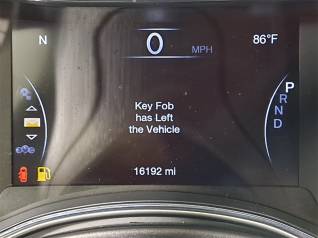 N
0 MPH
86°F
Key Fob
has Left
the Vehicle
P
R
N
D
16192 mi